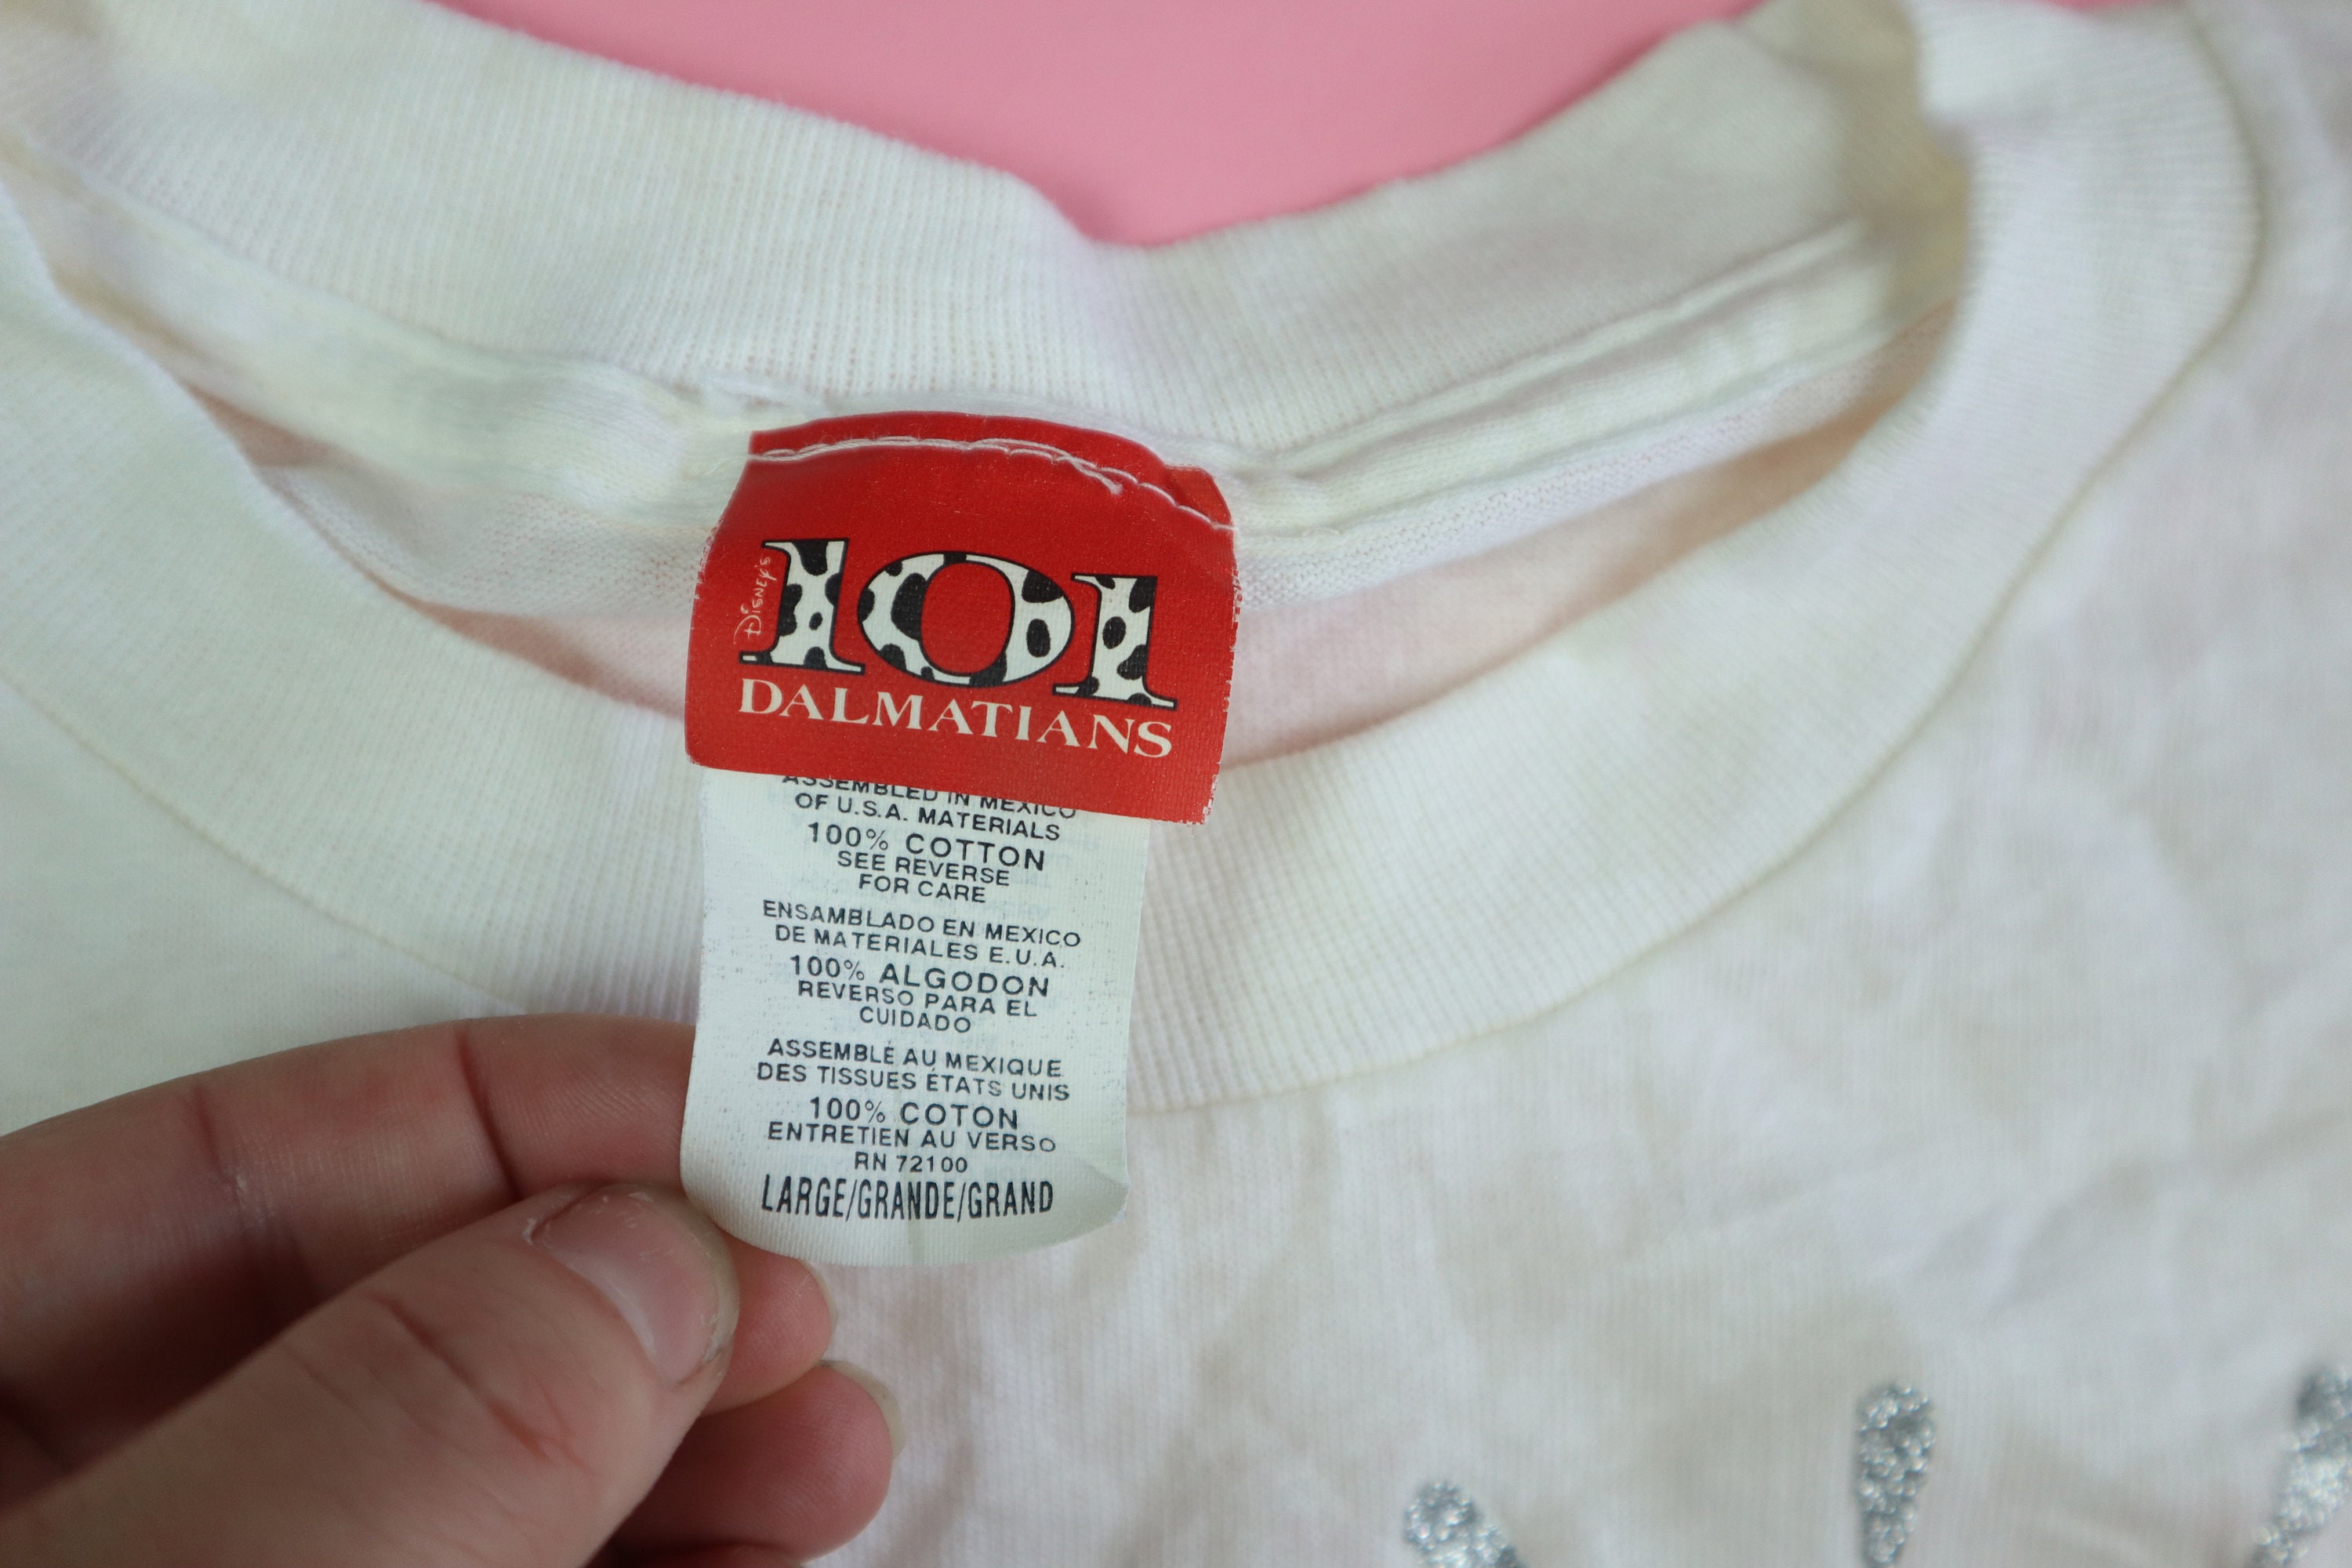 Disney's
101
DALMATIANS
ASSEMBLED IN MEXICO
OF U.S.A. MATERIALS
100% COTTON
SEE REVERSE
FOR CARE
ENSAMBLADO EN MEXICO
DE MATERIALES E.U.A.
100% ALGODON
REVERSO PARA EL
CUIDADO
ASSEMBLÉ AU MEXIQUE
DES TISSUES ÉTATS UNIS
100% COTON
ENTRETIEN AU VERSO
RN 72100
LARGE/GRANDE/GRAND